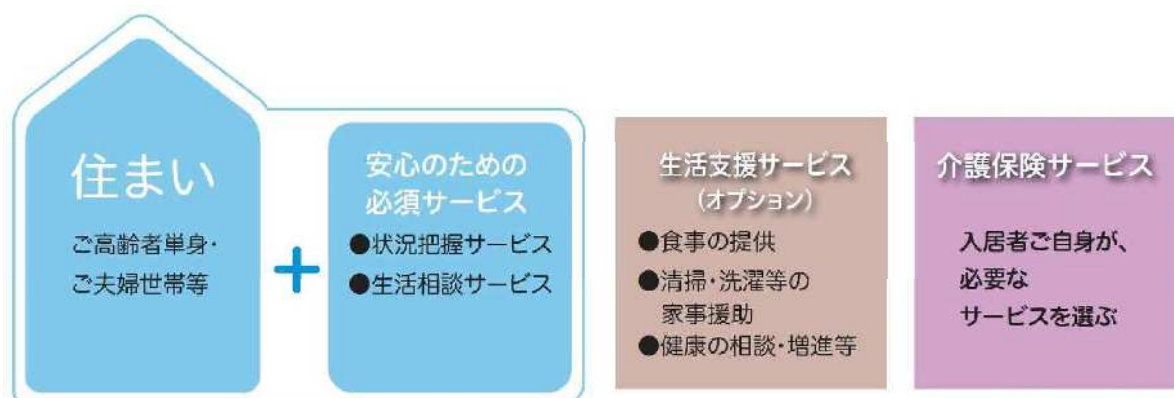 住まい
ご高齢者単身・
ご夫婦世帯等
+
安心のための
必須サービス
●状況把握サービス
●生活相談サービス
生活支援サービス
(オプション)
●食事の提供
●清掃・洗濯等の
家事援助
●健康の相談・増進等
介護保険サービス
入居者ご自身が、
必要な
サービスを選ぶ